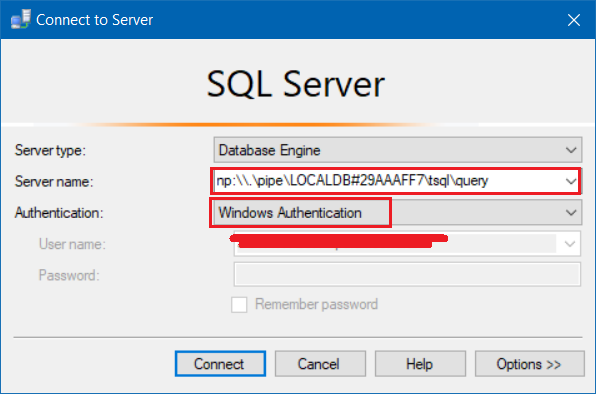 Connect to Server
SQL Server
Server type: Database Engine
Server name: np:\\.\pipe\LOCALDB#29AAAFF7\tsql\query
Authentication: Windows Authentication
User name:
Password:
Remember password
Connect Cancel Help Options >>